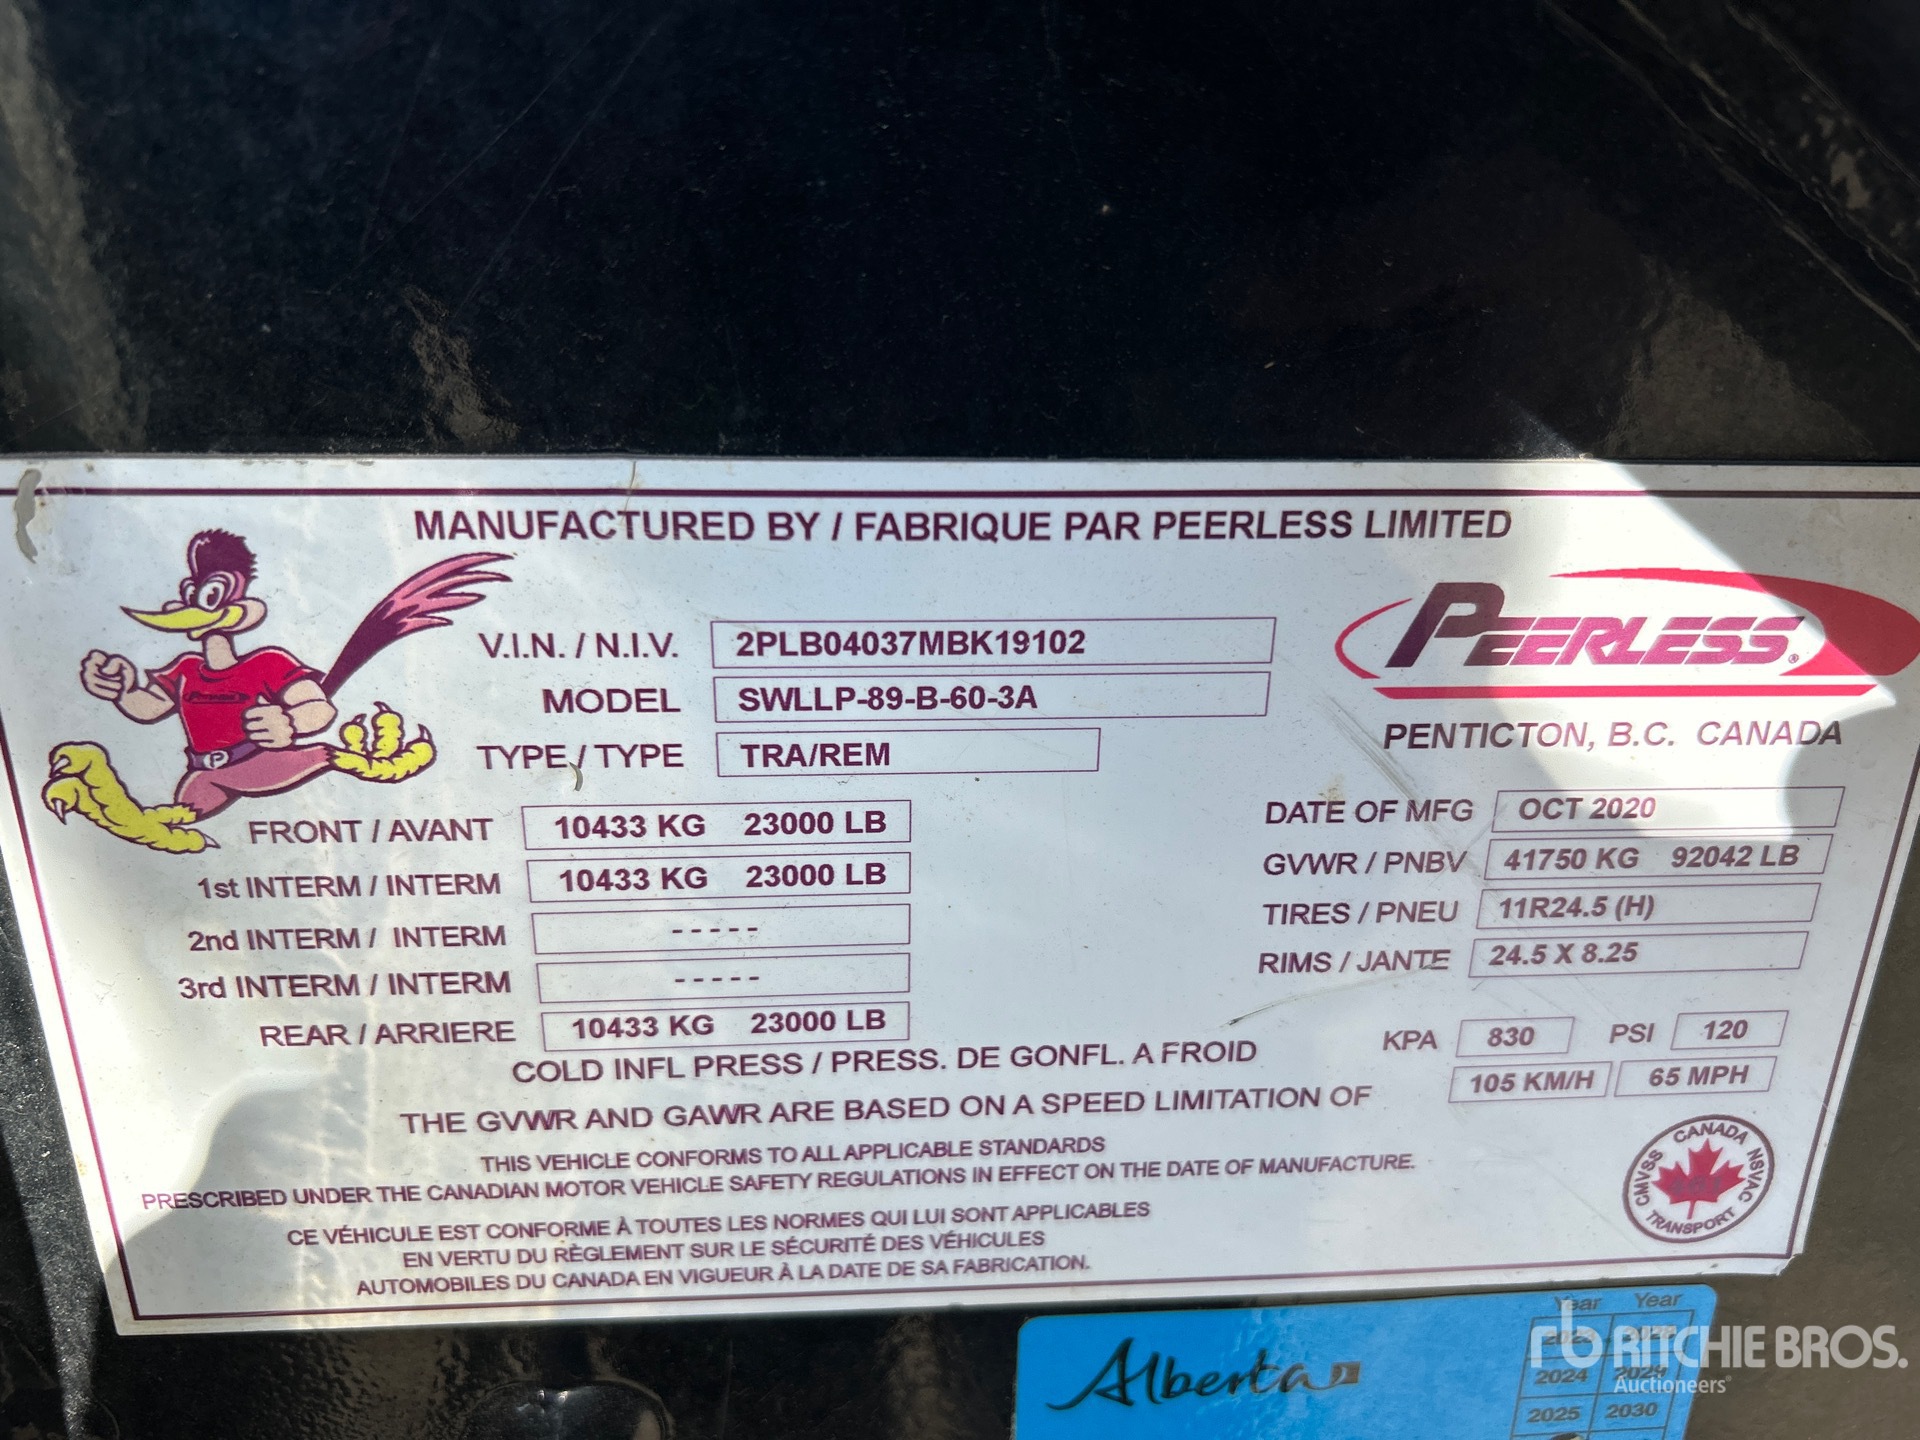 MANUFACTURED BY / FABRIQUE PAR PEERLESS LIMITED
V.I.N. / N.I.V. 2PLB04037MBK19102
MODEL SWLLP-89-B-60-3A
TYPE / TYPE TRA/REM
PEERLESS®
PENTICTON, B.C. CANADA
FRONT / AVANT 10433 KG 23000 LB
1st INTERM / INTERM 10433 KG 23000 LB
2nd INTERM / INTERM - - - - -
3rd INTERM / INTERM - - - - -
REAR / ARRIERE 10433 KG 23000 LB
DATE OF MFG OCT 2020
GVWR / PNBV 41750 KG 92042 LB
TIRES / PNEU 11R24.5 (H)
RIMS / JANTE 24.5 X 8.25
COLD INFL PRESS / PRESS. DE GONFL. A FROID KPA 830 PSI 120
THE GVWR AND GAWR ARE BASED ON A SPEED LIMITATION OF 105 KM/H 65 MPH
THIS VEHICLE CONFORMS TO ALL APPLICABLE STANDARDS
PRESCRIBED UNDER THE CANADIAN MOTOR VEHICLE SAFETY REGULATIONS IN EFFECT ON THE DATE OF MANUFACTURE.
CE VÉHICULE EST CONFORME À TOUTES LES NORMES QUI LUI SONT APPLICABLES
EN VERTU DU RÈGLEMENT SUR LE SÉCURITÉ DES VÉHICULES
AUTOMOBILES DU CANADA EN VIGUEUR À LA DATE DE SA FABRICATION.
CANADA
CMVSS
NSVAC
TRANSPORT
Alberta
Year Year
2023 2028
2024 2029
2025 2030
rb RITCHIE BROS.
Auctioneers